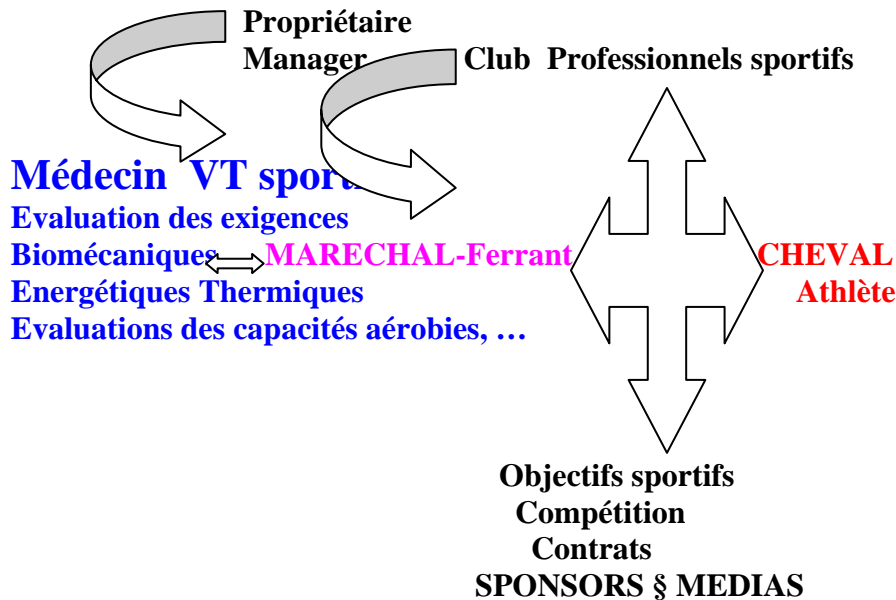 Propriétaire
Manager Club Professionnels sportifs
Médecin VT sporti
Evaluation des exigences
Biomécaniques MARECHAL-Ferrant CHEVAL
Energétiques Thermiques Athlète
Evaluations des capacités aérobies, …
Objectifs sportifs
Compétition
Contrats
SPONSORS § MEDIAS